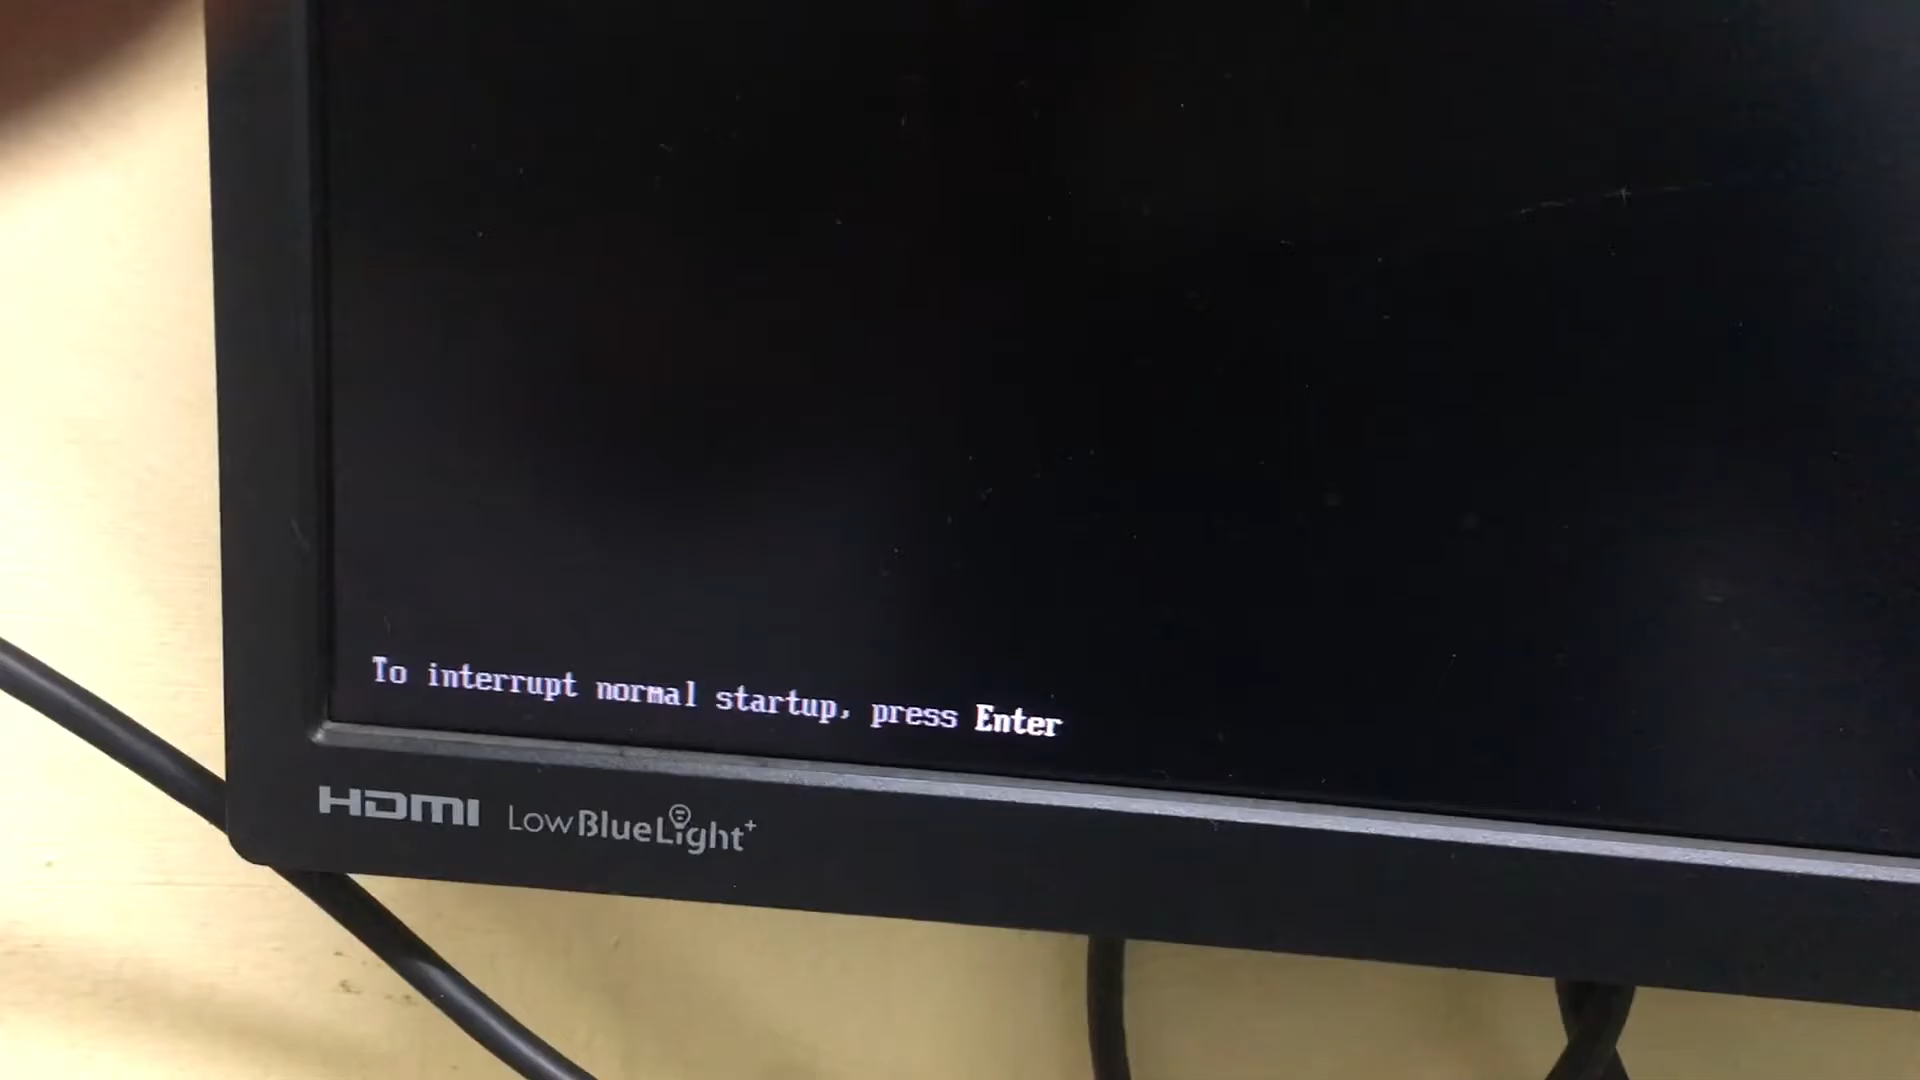 To interrupt normal startup, press Enter
HDMI LowBlueLight+